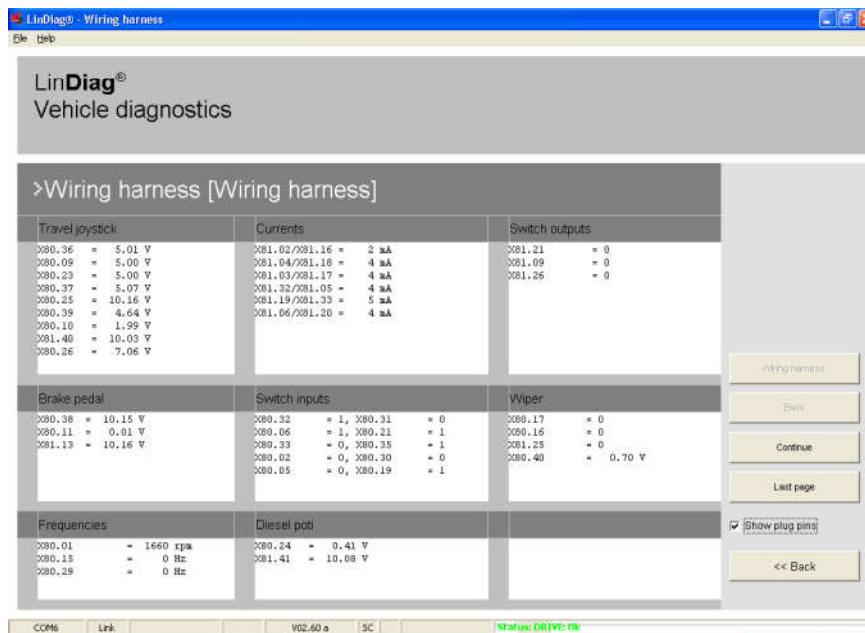 LinDiag® - Wiring harness
File Help
LinDiag®
Vehicle diagnostics
>Wiring harness [Wiring harness]
Travel joystick
X80.36 = 5.01 V
X80.09 = 5.00 V
X80.23 = 5.00 V
X80.37 = 5.07 V
X80.25 = 10.16 V
X80.39 = 4.64 V
X80.10 = 1.99 V
X81.40 = 10.03 V
X80.26 = 7.06 V
Currents
X81.02/X81.16 = 2 mA
X81.04/X81.18 = 4 mA
X81.03/X81.17 = 4 mA
X81.32/X81.05 = 4 mA
X81.19/X81.33 = 5 mA
X81.06/X81.20 = 4 mA
Switch outputs
X81.21 = 0
X81.09 = 0
X81.26 = 0
Brake pedal
X80.38 = 10.15 V
X80.11 = 0.01 V
X81.13 = 10.16 V
Switch inputs
X80.32 = 1, X80.31 = 0
X80.06 = 1, X80.21 = 1
X80.33 = 0, X80.35 = 1
X80.02 = 0, X80.30 = 0
X80.05 = 0, X80.19 = 1
Wiper
X80.17 = 0
X80.16 = 0
X81.25 = 0
X80.40 = 0.70 V
Frequencies
X80.01 = 1660 rpm
X80.15 = 0 Hz
X80.29 = 0 Hz
Diesel poti
X80.24 = 0.41 V
X81.41 = 10.08 V
Wiring harness
Back
Continue
Last page
Show plug pins
<< Back
COM6 Link V02.60 a SC Status: DRIVE: Ok